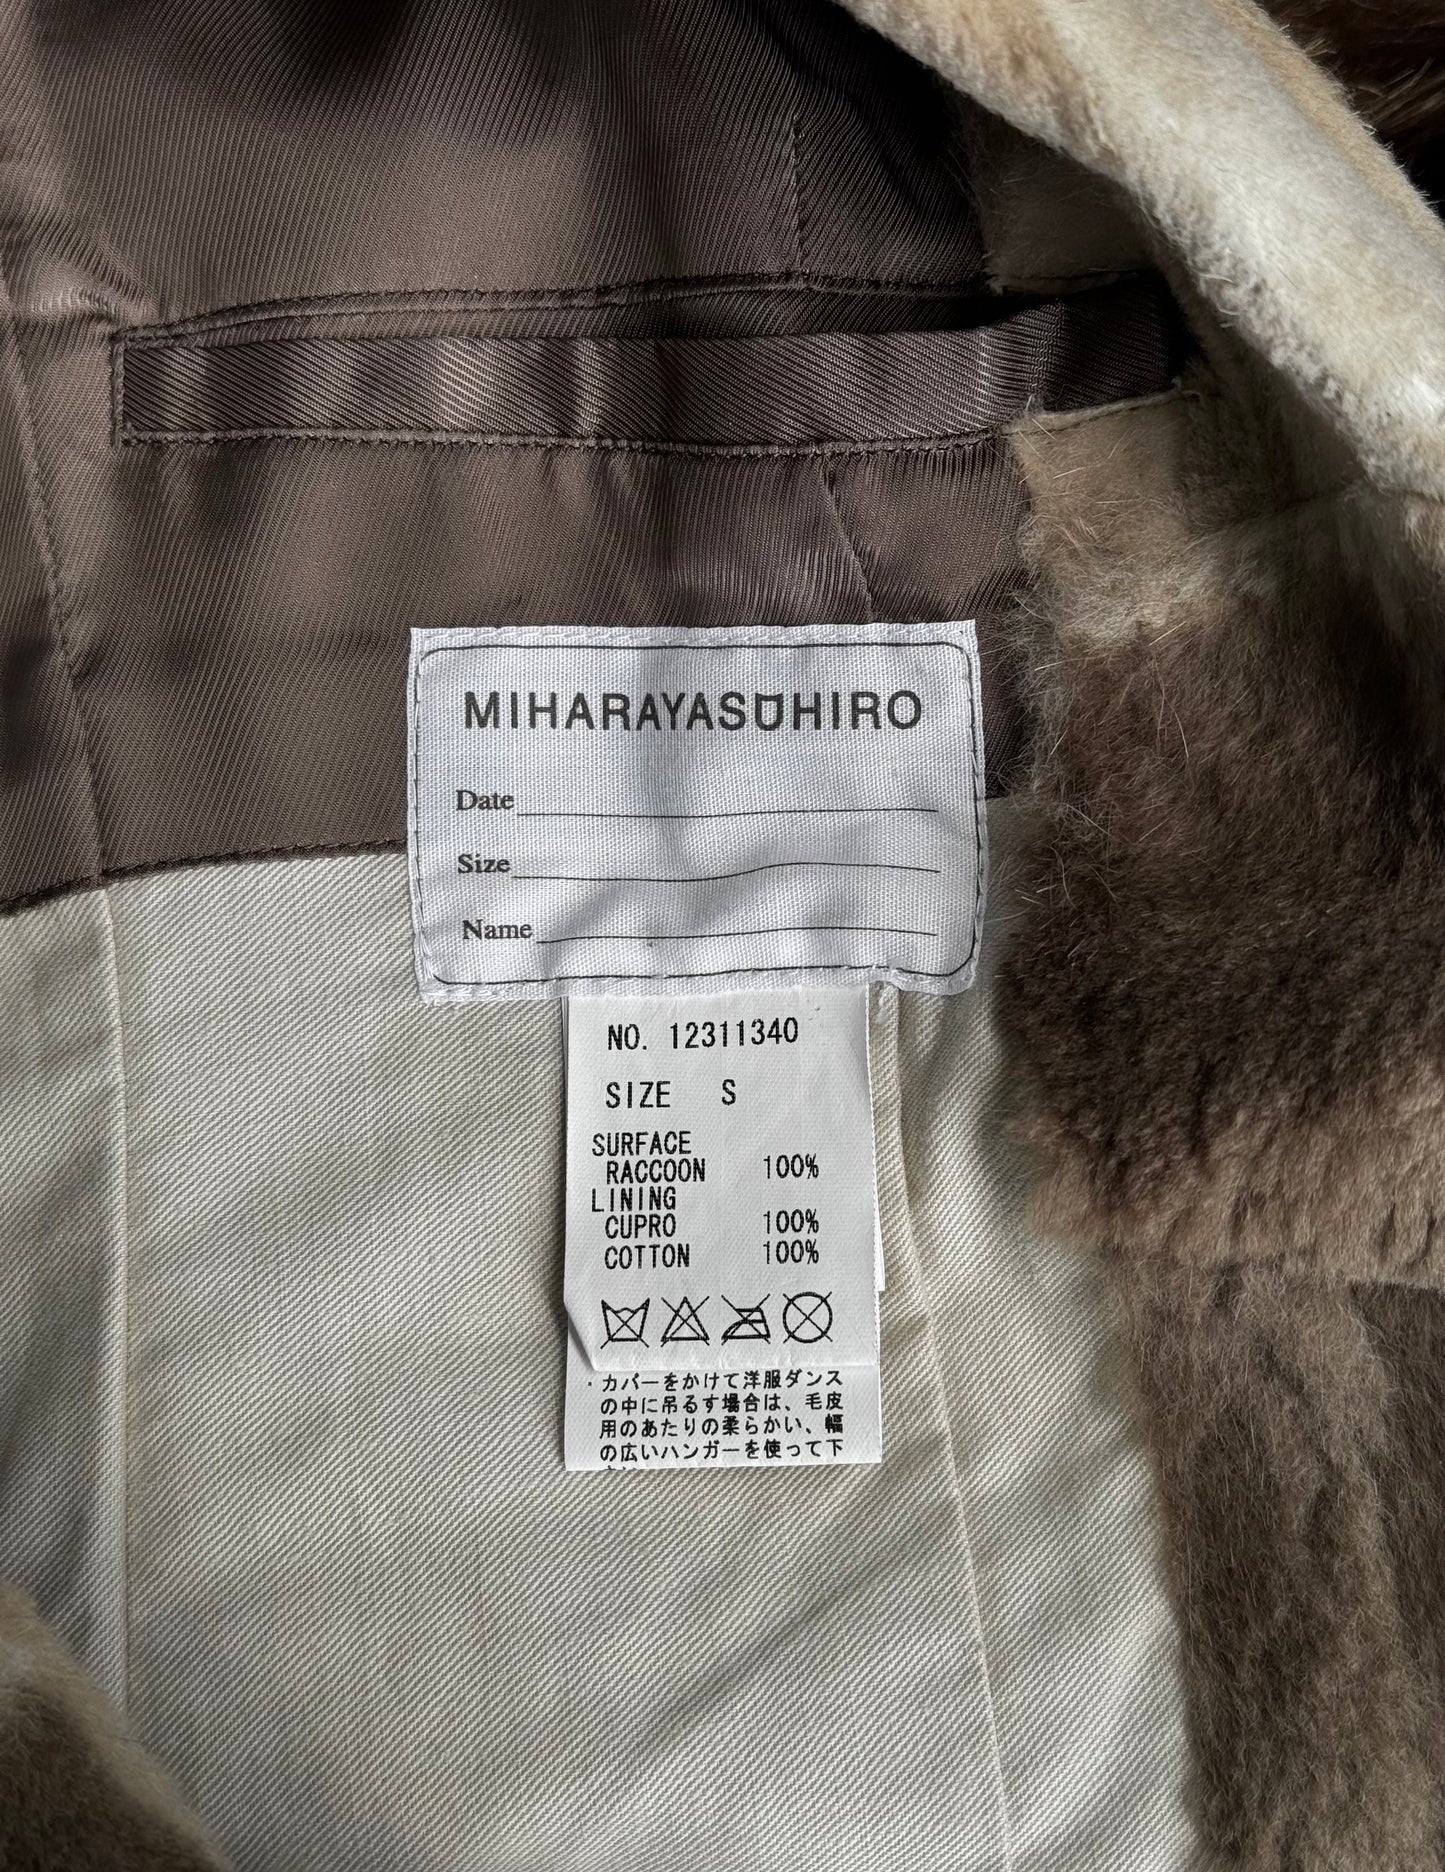 MIHARAYASUHIRO
Date
Size
Name
NO. 12311340
SIZE S
SURFACE
RACCOON 100%
LINING
CUPRO 100%
COTTON 100%
・カバーをかけて洋服ダンス
の中に吊るす場合は、毛皮
用のあたりの柔らかい、幅
の広いハンガーを使って下